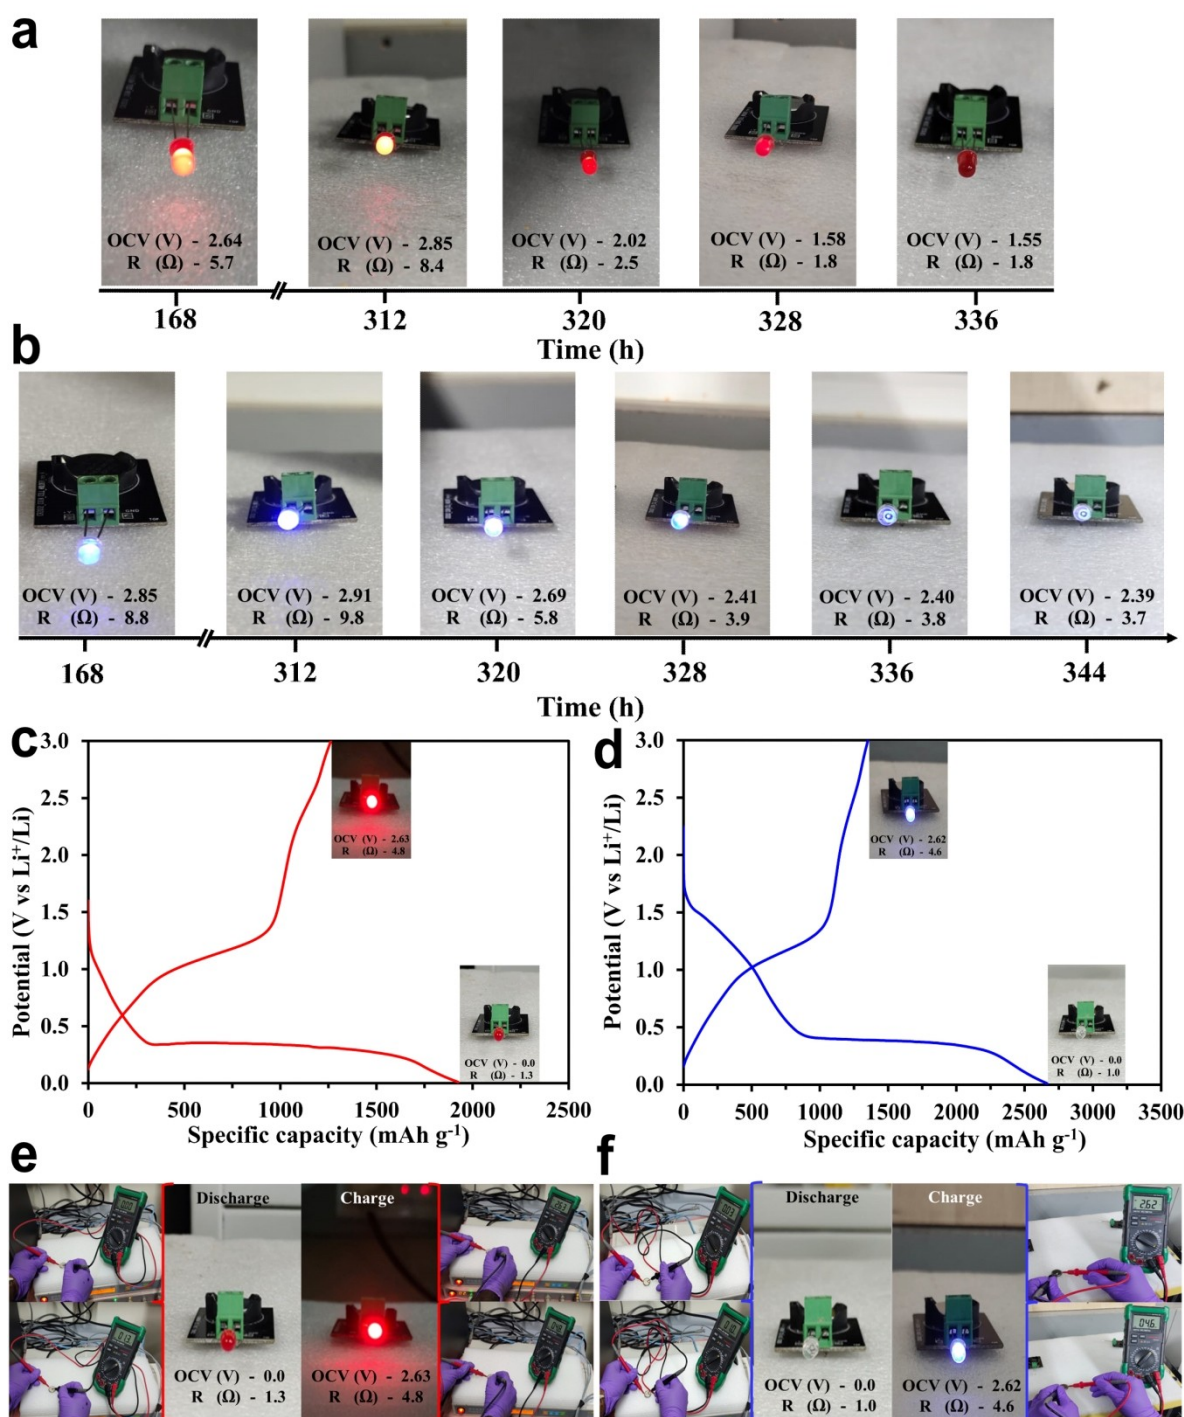 a
OCV (V) - 2.64
R (Ω) - 5.7
OCV (V) - 2.85
R (Ω) - 8.4
OCV (V) - 2.02
R (Ω) - 2.5
OCV (V) - 1.58
R (Ω) - 1.8
OCV (V) - 1.55
R (Ω) - 1.8
168 312 320 328 336
Time (h)
b
OCV (V) - 2.85
R (Ω) - 8.8
OCV (V) - 2.91
R (Ω) - 9.8
OCV (V) - 2.69
R (Ω) - 5.8
OCV (V) - 2.41
R (Ω) - 3.9
OCV (V) - 2.40
R (Ω) - 3.8
OCV (V) - 2.39
R (Ω) - 3.7
168 312 320 328 336 344
Time (h)
c
Potential (V vs Li⁺/Li)
3.0
2.5
2.0
1.5
1.0
0.5
0.0
OCV (V) - 2.63
R (Ω) - 4.8
OCV (V) - 0.0
R (Ω) - 1.3
0 500 1000 1500 2000 2500
Specific capacity (mAh g⁻¹)
d
Potential (V vs Li⁺/Li)
3.0
2.5
2.0
1.5
1.0
0.5
0.0
OCV (V) - 2.62
R (Ω) - 4.6
OCV (V) - 0.0
R (Ω) - 1.0
0 500 1000 1500 2000 2500 3000 3500
Specific capacity (mAh g⁻¹)
e
Discharge
Charge
OCV (V) - 0.0
R (Ω) - 1.3
OCV (V) - 2.63
R (Ω) - 4.8
f
Discharge
Charge
OCV (V) - 0.0
R (Ω) - 1.0
OCV (V) - 2.62
R (Ω) - 4.6
262
04.6